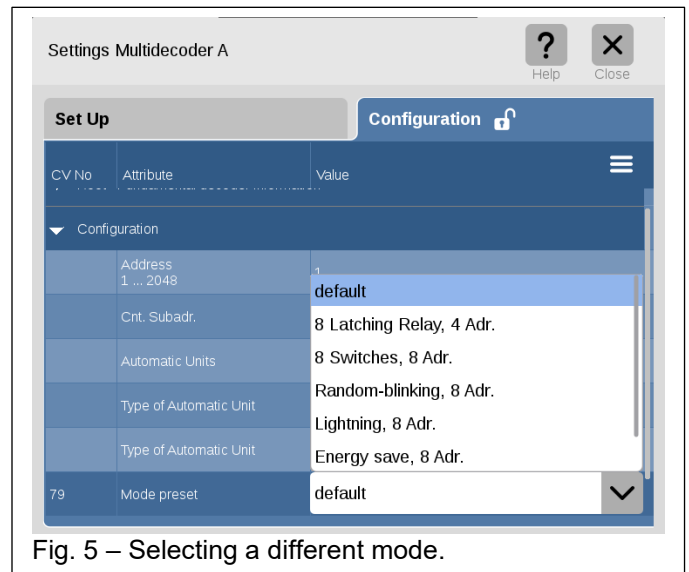 Settings Multidecoder A
?
Help
Close
Set Up
Configuration
CV No Attribute Value
Configuration
Address
1 ... 2048
1
Cnt. Subadr.
Automatic Units
Type of Automatic Unit
Type of Automatic Unit
default
8 Latching Relay, 4 Adr.
8 Switches, 8 Adr.
Random-blinking, 8 Adr.
Lightning, 8 Adr.
Energy save, 8 Adr.
79 Mode preset default
Fig. 5 – Selecting a different mode.